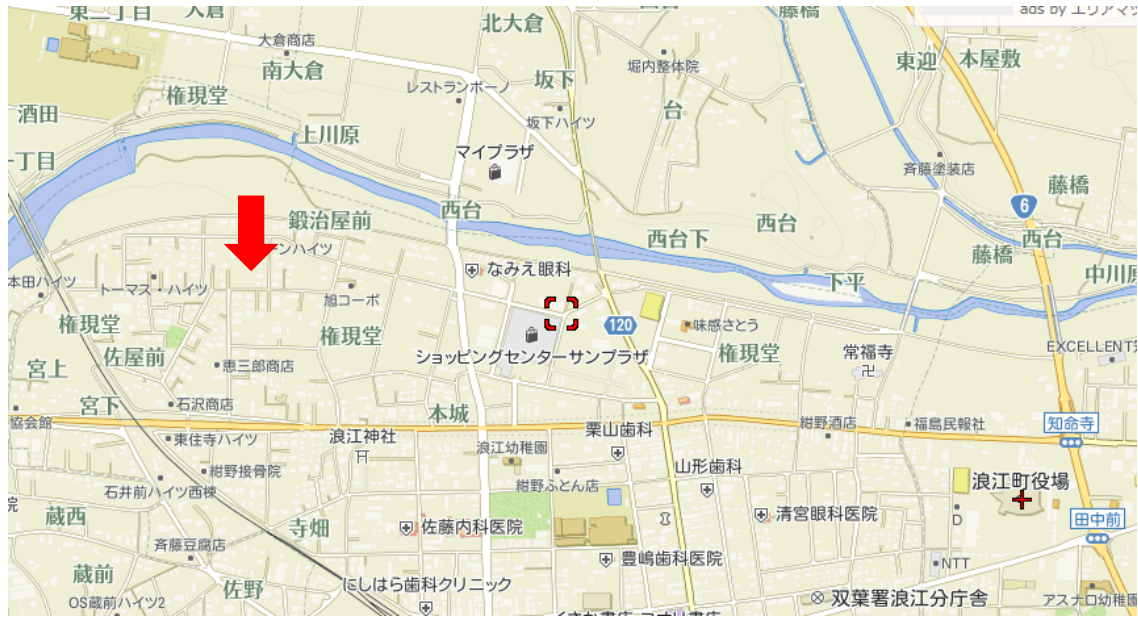 ads by エリアマッ
東二丁目
大倉
北大倉
藤橋
大倉商店
南大倉
レストランボーノ
坂下
堀内整体院
東迎
本屋敷
権現堂
酒田
上川原
坂下ハイツ
台
マイプラザ
斉藤塗装店
藤橋
丁目
6
鍛治屋前
西台
西台下
西台
藤橋
西台
ンハイツ
なみえ眼科
下平
中川原
本田ハイツ
トーマス・ハイツ
旭コーポ
権現堂
権現堂
120
味感さとう
権現堂
常福寺
EXCELLENT
佐屋前
宮上
恵三郎商店
ショッピングセンターサンプラザ
宮下
石沢商店
本城
協会館
東住寺ハイツ
浪江神社
浪江幼稚園
栗山歯科
紺野酒店
福島民報社
知命寺
紺野接骨院
石井前ハイツ西棟
紺野ふとん店
山形歯科
浪江町役場
院
蔵西
寺畑
佐藤内科医院
清宮眼科医院
D
田中前
斉藤豆腐店
豊嶋歯科医院
NTT
蔵前
佐野
にしはら歯科クリニック
OS蔵前ハイツ2
双葉署浪江分庁舎
アスナロ幼稚園